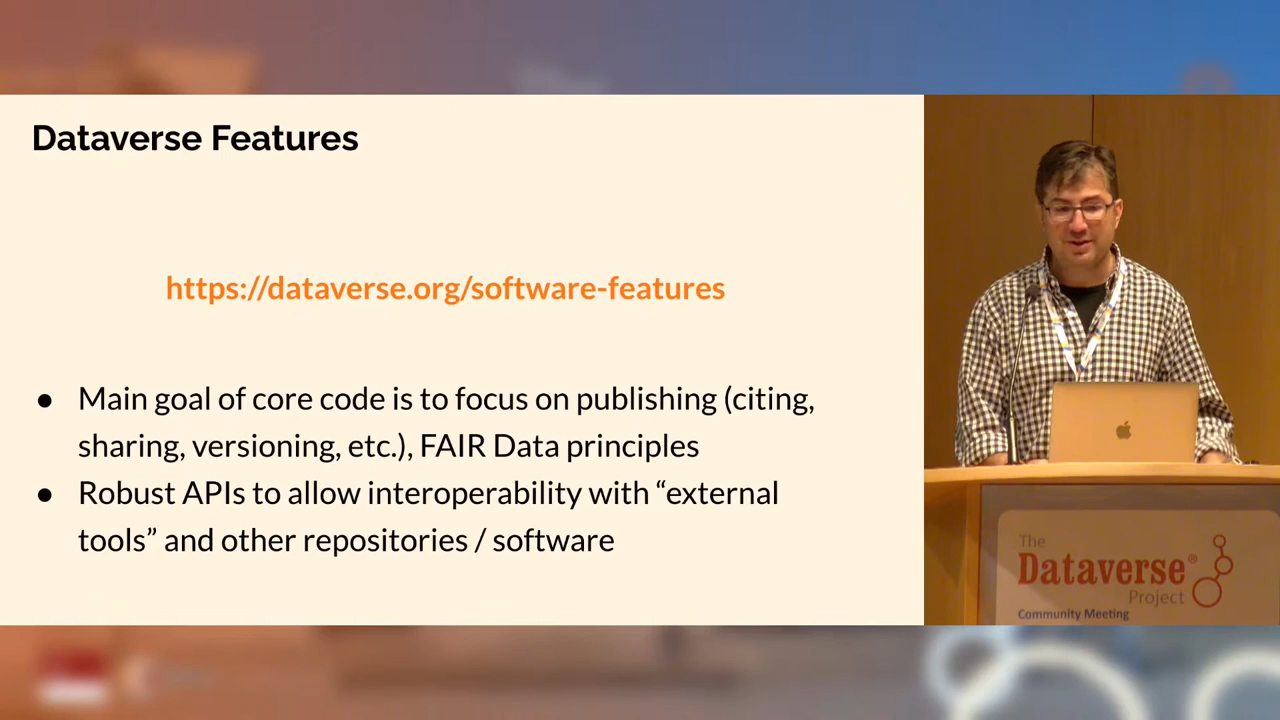 Dataverse Features
https://dataverse.org/software-features
● Main goal of core code is to focus on publishing (citing,
sharing, versioning, etc.), FAIR Data principles
● Robust APIs to allow interoperability with “external
tools” and other repositories / software
The
Dataverse®
Project
Community Meeting